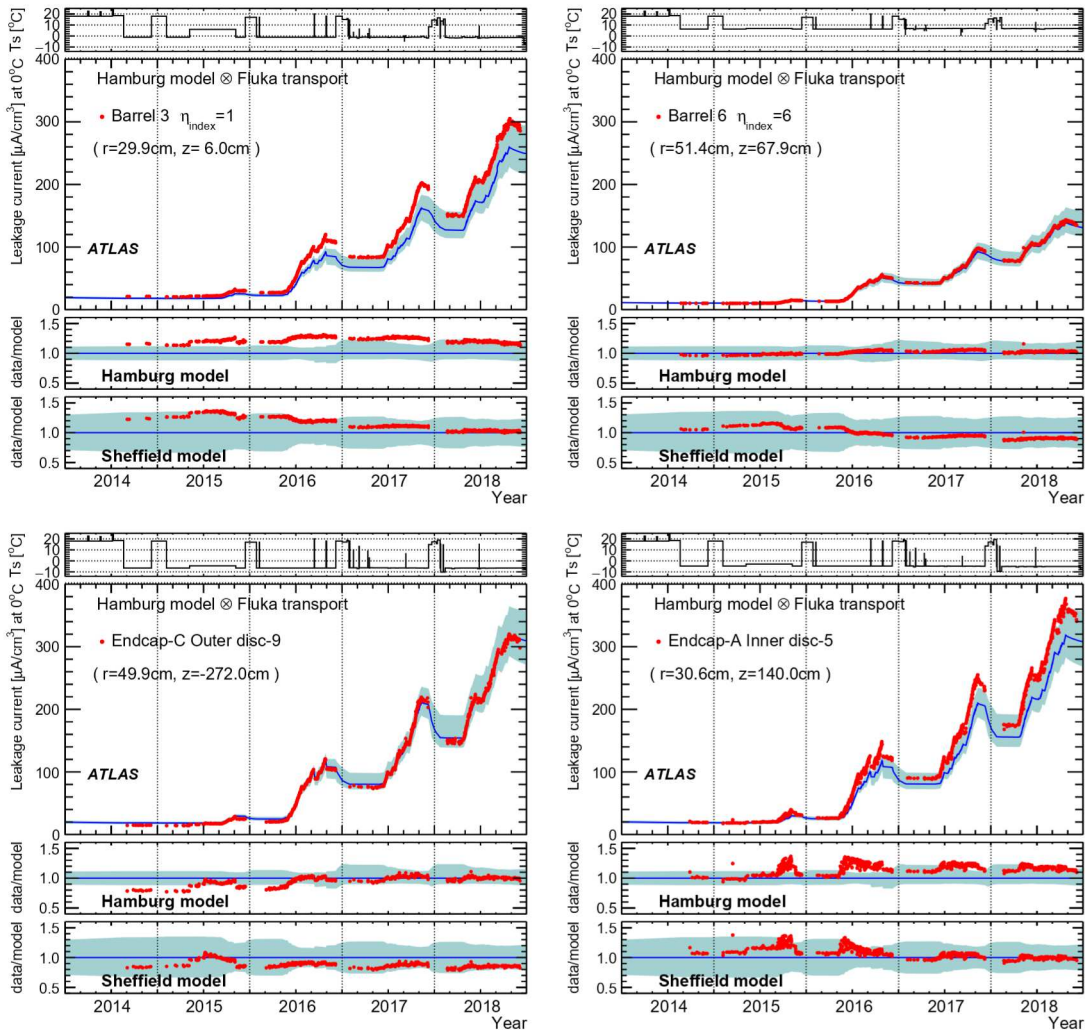 Ts [°C]
20
10
0
−10
Leakage current [μA/cm³] at 0°C
400
300
200
100
0
Hamburg model ⊗ Fluka transport
Barrel 3 η index=1
( r=29.9cm, z= 6.0cm )
ATLAS
data/model
1.5
1.0
0.5
Hamburg model
data/model
1.5
1.0
0.5
Sheffield model
2014 2015 2016 2017 2018
Year
Ts [°C]
20
10
0
−10
Leakage current [μA/cm³] at 0°C
400
300
200
100
0
Hamburg model ⊗ Fluka transport
Barrel 6 η index=6
( r=51.4cm, z=67.9cm )
ATLAS
data/model
1.5
1.0
0.5
Hamburg model
data/model
1.5
1.0
0.5
Sheffield model
2014 2015 2016 2017 2018
Year
Ts [°C]
20
10
0
−10
Leakage current [μA/cm³] at 0°C
400
300
200
100
0
Hamburg model ⊗ Fluka transport
Endcap-C Outer disc-9
( r=49.9cm, z=-272.0cm )
ATLAS
data/model
1.5
1.0
0.5
Hamburg model
data/model
1.5
1.0
0.5
Sheffield model
2014 2015 2016 2017 2018
Year
Ts [°C]
20
10
0
−10
Leakage current [μA/cm³] at 0°C
400
300
200
100
0
Hamburg model ⊗ Fluka transport
Endcap-A Inner disc-5
( r=30.6cm, z=140.0cm )
ATLAS
data/model
1.5
1.0
0.5
Hamburg model
data/model
1.5
1.0
0.5
Sheffield model
2014 2015 2016 2017 2018
Year